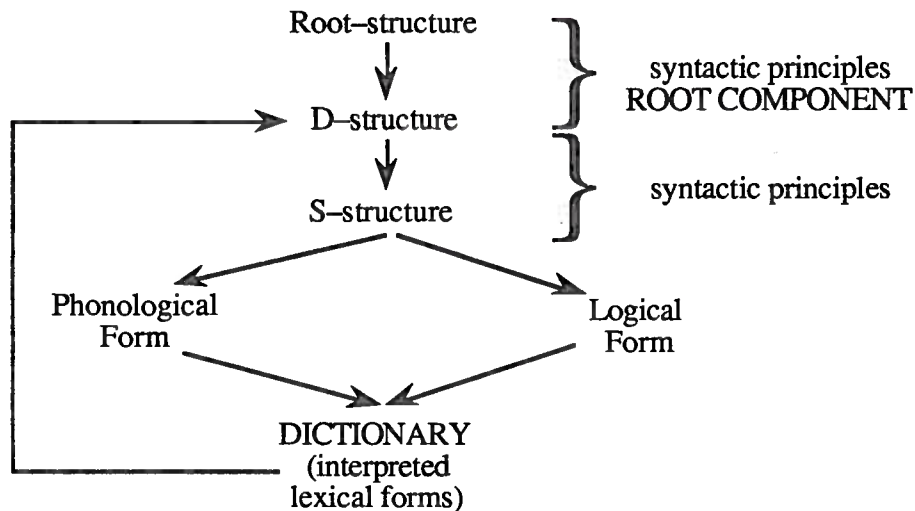 Root–structure
syntactic principles
ROOT COMPONENT
D–structure
syntactic principles
S–structure
Phonological
Form
Logical
Form
DICTIONARY
(interpreted
lexical forms)